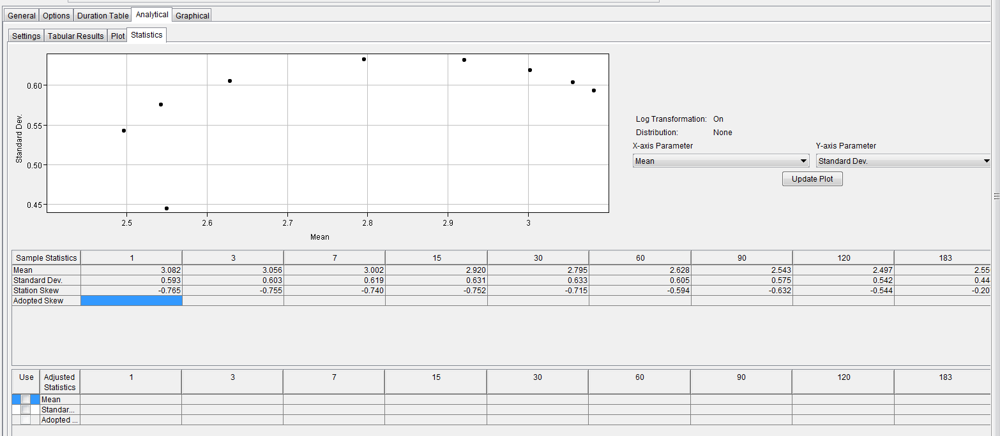 General Options Duration Table Analytical Graphical
Settings Tabular Results Plot Statistics
0.60
0.55
0.50
0.45
Standard Dev.
2.5 2.6 2.7 2.8 2.9 3
Mean
Log Transformation: On
Distribution: None
X-axis Parameter Y-axis Parameter
Mean Standard Dev.
Update Plot
Sample Statistics 1 3 7 15 30 60 90 120 183
Mean 3.082 3.056 3.002 2.920 2.795 2.628 2.543 2.497 2.55
Standard Dev. 0.593 0.603 0.619 0.631 0.633 0.605 0.575 0.542 0.44
Station Skew -0.765 -0.755 -0.740 -0.752 -0.715 -0.594 -0.632 -0.544 -0.20
Adopted Skew
Use Adjusted Statistics 1 3 7 15 30 60 90 120 183
Mean
Standar...
Adopted ...